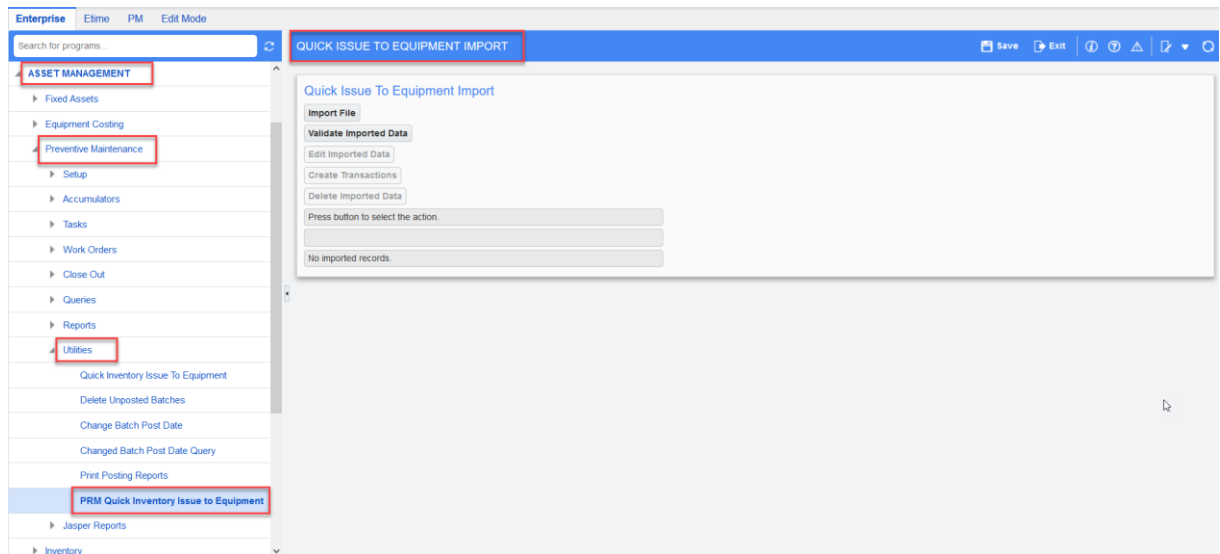 Enterprise Etime PM Edit Mode
Search for programs...
QUICK ISSUE TO EQUIPMENT IMPORT
Save Exit
ASSET MANAGEMENT
Fixed Assets
Equipment Costing
Preventive Maintenance
Setup
Accumulators
Tasks
Work Orders
Close Out
Queries
Reports
Utilities
Quick Inventory Issue To Equipment
Delete Unposted Batches
Change Batch Post Date
Changed Batch Post Date Query
Print Posting Reports
PRM Quick Inventory Issue to Equipment
Jasper Reports
Inventory
Quick Issue To Equipment Import
Import File
Validate Imported Data
Edit Imported Data
Create Transactions
Delete Imported Data
Press button to select the action.
No imported records.